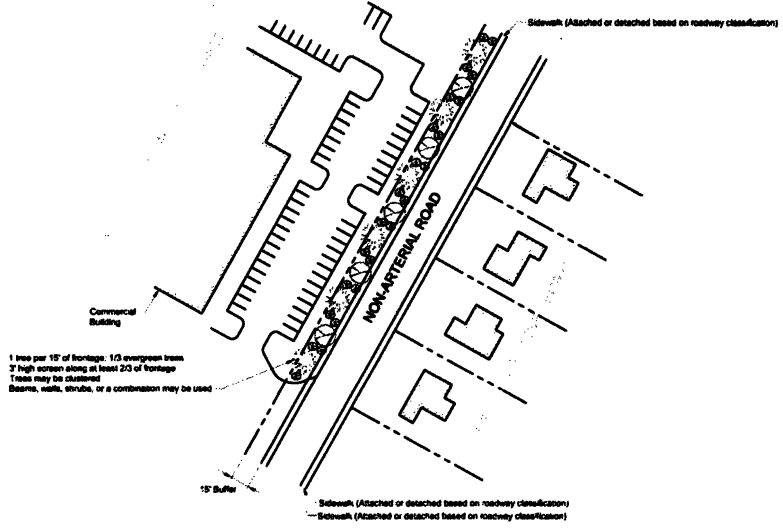 Sidewalk (Attached or detached based on roadway classification)
NON-ARTERIAL ROAD
Commercial
Building
1 tree per 15' of frontage: 1/3 evergreen trees
3' high screen along at least 2/3 of frontage
Trees may be clustered
Beams, walls, shrubs, or a combination may be used
15' Buffer
Sidewalk (Attached or detached based on roadway classification)
Sidewalk (Attached or detached based on roadway classification)